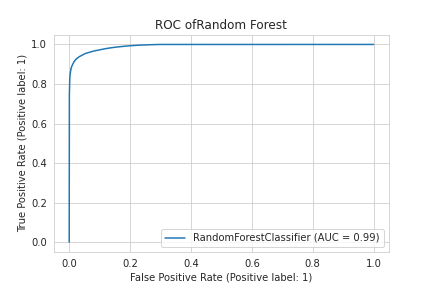 ROC ofRandom Forest
True Positive Rate (Positive label: 1)
1.0
0.8
0.6
0.4
0.2
0.0
RandomForestClassifier (AUC = 0.99)
0.0 0.2 0.4 0.6 0.8 1.0
False Positive Rate (Positive label: 1)